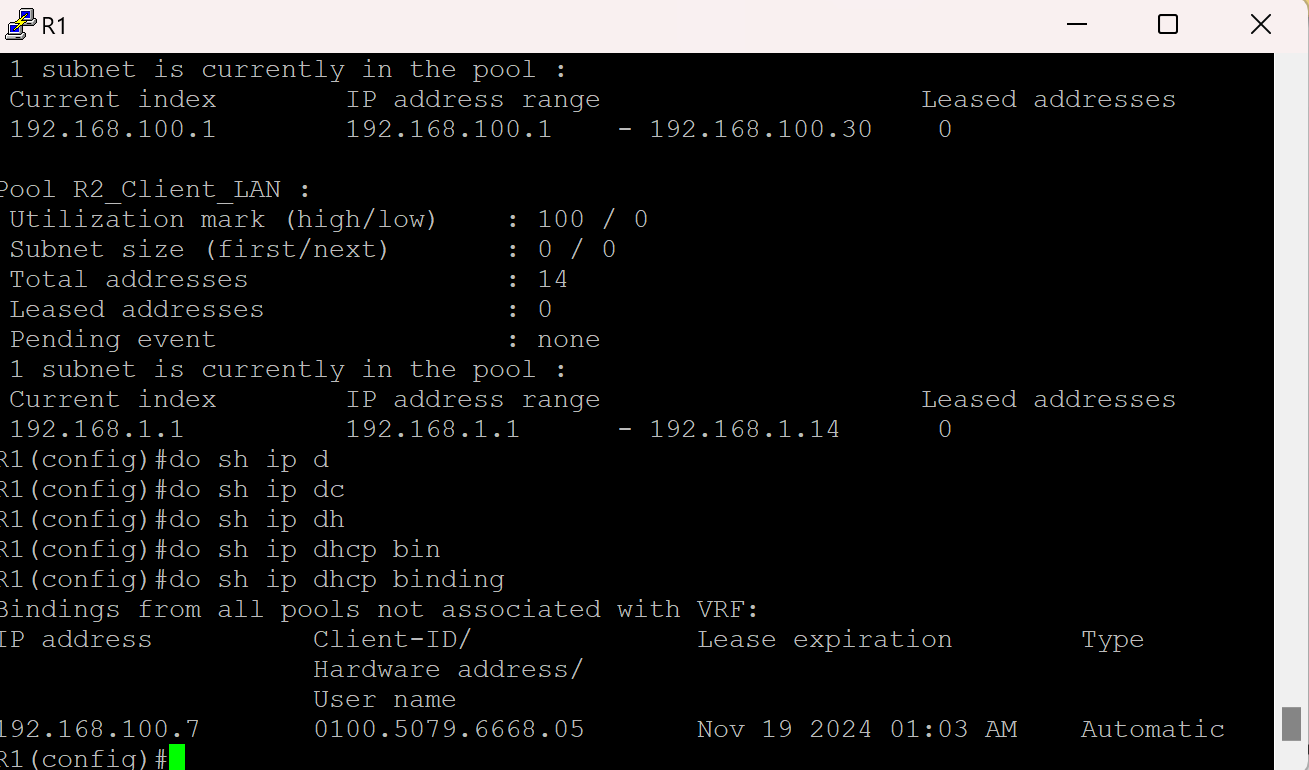 R1
1 subnet is currently in the pool :
Current index        IP address range                    Leased addresses
192.168.100.1        192.168.100.1    - 192.168.100.30    0
Pool R2_Client_LAN :
Utilization mark (high/low)    : 100 / 0
Subnet size (first/next)       : 0 / 0
Total addresses                : 14
Leased addresses               : 0
Pending event                  : none
1 subnet is currently in the pool :
Current index        IP address range                    Leased addresses
192.168.1.1          192.168.1.1      - 192.168.1.14      0
R1(config)#do sh ip d
R1(config)#do sh ip dc
R1(config)#do sh ip dh
R1(config)#do sh ip dhcp bin
R1(config)#do sh ip dhcp binding
Bindings from all pools not associated with VRF:
IP address          Client-ID/              Lease expiration        Type
Hardware address/
User name
192.168.100.7       0100.5079.6668.05       Nov 19 2024 01:03 AM    Automatic
R1(config)#